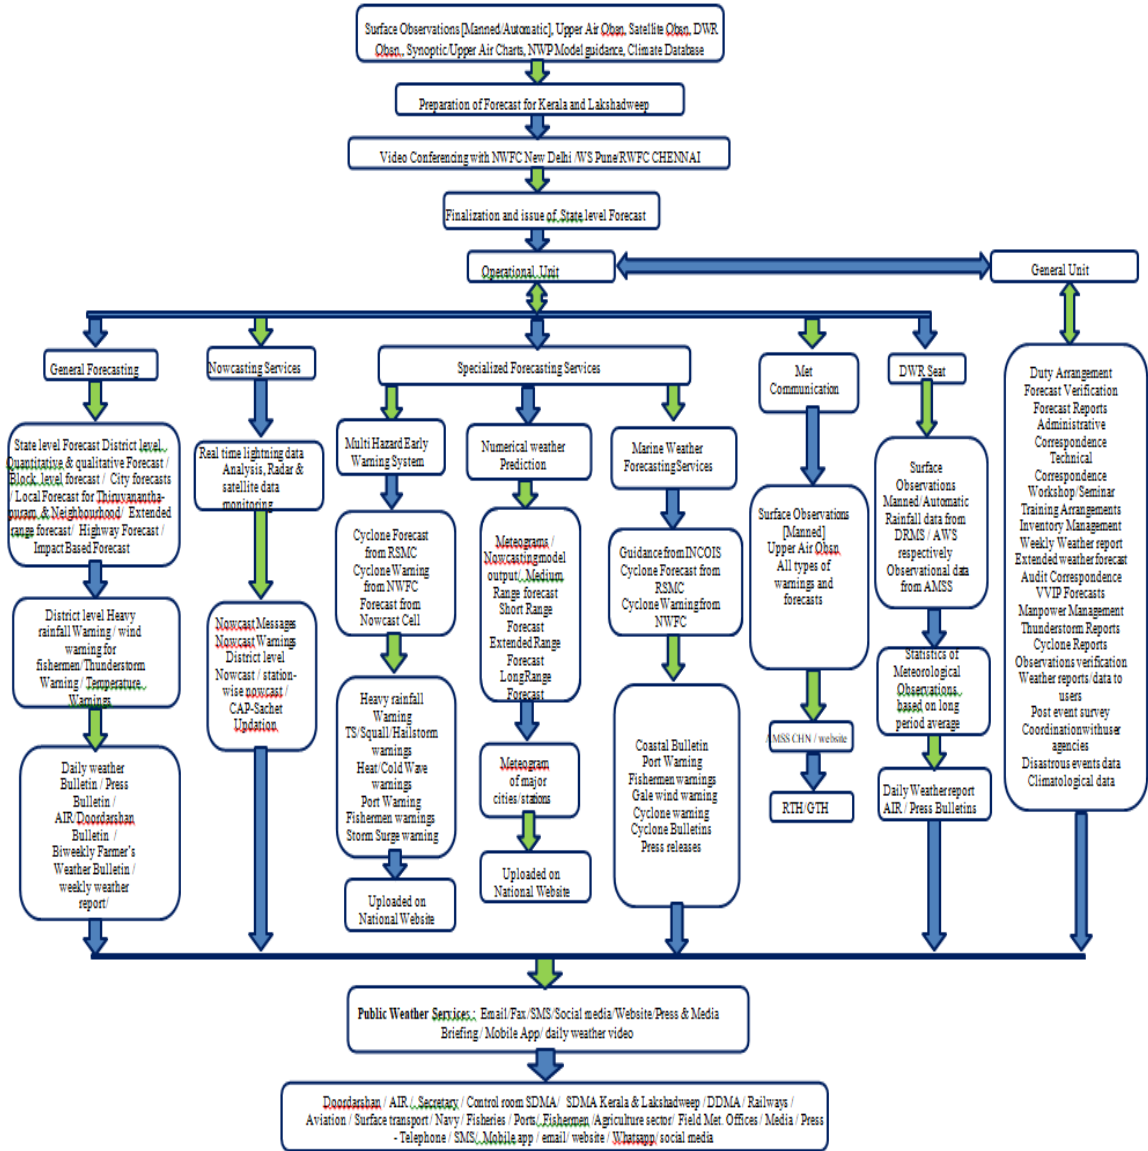 Surface Observations [Manned/Automatic], Upper Air Obsn, Satellite Obsn, DWR
Obsn., Synoptic/Upper Air Charts, NWP Model guidance, Climate Database
Preparation of Forecast for Kerala and Lakshadweep
Video Conferencing with NWFC New Delhi /WS Pune/RWFC CHENNAI
Finalization and issue of State level Forecast
Operational Unit
General Unit
General Forecasting
State level Forecast District level
Quantitative & qualitative Forecast /
Block level forecast / City forecasts
/ Local Forecast for Thiruvanantha-
puram & Neighbourhood/ Extended
range forecast/ Highway Forecast /
Impact Based Forecast
District level Heavy
rainfall Warning / wind
warning for
fishermen/Thunderstorm
Warning / Temperature
Warnings
Daily weather
Bulletin / Press
Bulletin /
AIR/Doordarshan
Bulletin /
Biweekly Farmer's
Weather Bulletin /
weekly weather
report/
Nowcasting Services
Real time lightning data
Analysis, Radar &
satellite data
monitoring
Nowcast Messages
Nowcast Warnings
District level
Nowcast / station-
wise nowcast /
CAP-Sachet
Updation
Specialized Forecasting Services
Multi Hazard Early
Warning System
Cyclone Forecast
from RSMC
Cyclone Warning
from NWFC
Forecast from
Nowcast Cell
Heavy rainfall
Warning
TS/Squall/Hailstorm
warnings
Heat/Cold Wave
warnings
Port Warning
Fishermen warnings
Storm Surge warning
Uploaded on
National Website
Numerical weather
Prediction
Meteograms /
Nowcasting model
output/ Medium
Range forecast
Short Range
Forecast
Extended Range
Forecast
Long Range
Forecast
Meteogram
of major
cities/stations
Uploaded on
National Website
Marine Weather
Forecasting Services
Guidance from INCOIS
Cyclone Forecast from
RSMC
Cyclone Warning from
NWFC
Coastal Bulletin
Port Warning
Fishermen warnings
Gale wind warning
Cyclone warning
Cyclone Bulletins
Press releases
Met
Communication
Surface Observations
[Manned]
Upper Air Obsn
All types of
warnings and
forecasts
AMSS CHN / website
RTH/GTH
DWR Seat
Surface
Observations
Manned/Automatic
Rainfall data from
DRMS / AWS
respectively
Observational data
from AMSS
Statistics of
Meteorological
Observations
based on long
period average
Daily Weather report
AIR / Press Bulletins
Duty Arrangement
Forecast Verification
Forecast Reports
Administrative
Correspondence
Technical
Correspondence
Workshop/Seminar
Training Arrangements
Inventory Management
Weekly Weather report
Extended weather forecast
Audit Correspondence
VVIP Forecasts
Manpower Management
Thunderstorm Reports
Cyclone Reports
Observations verification
Weather reports/data to
users
Post event survey
Coordination with user
agencies
Disastrous events data
Climatological data
Public Weather Services : Email/Fax/SMS/Social media/Website/Press & Media
Briefing / Mobile App/ daily weather video
Doordarshan / AIR / Secretary / Control room SDMA/ SDMA Kerala & Lakshadweep /DDMA / Railways /
Aviation / Surface transport / Navy / Fisheries / Ports/ Fishermen /Agriculture sector/ Field Met. Offices / Media / Press
- Telephone / SMS/ Mobile app / email/ website / Whatsapp/ social media